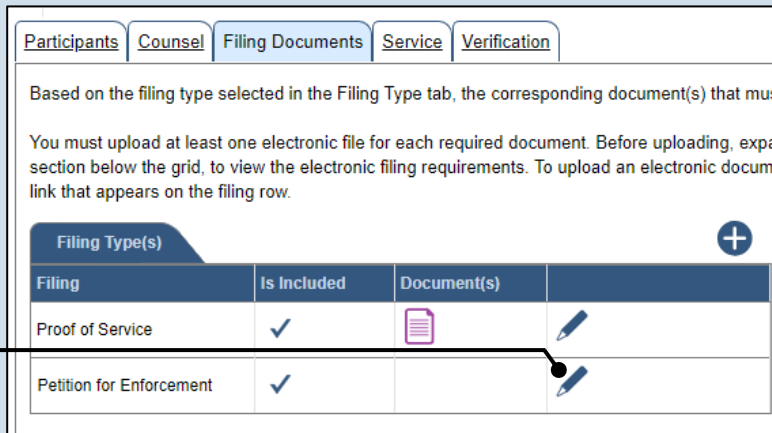 Participants Counsel Filing Documents Service Verification
Based on the filing type selected in the Filing Type tab, the corresponding document(s) that
You must upload at least one electronic file for each required document. Before uploading,
section below the grid, to view the electronic filing requirements. To upload an electronic
link that appears on the filing row.
Filing Type(s)
Filing Is Included Document(s)
Proof of Service
Petition for Enforcement